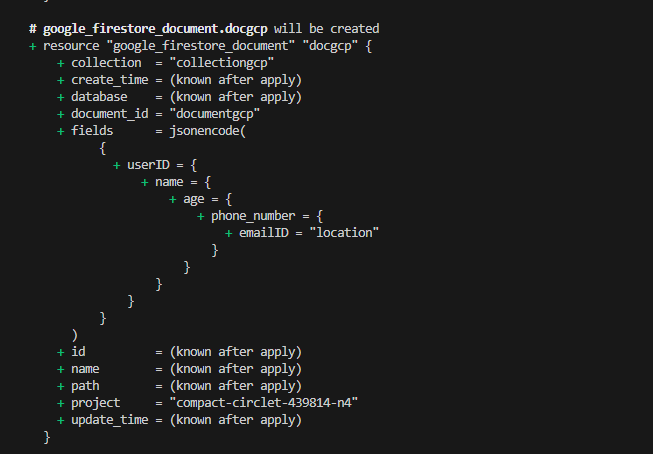 # google_firestore_document.docgcp will be created
+ resource "google_firestore_document" "docgcp" {
+ collection = "collectiongcp"
+ create_time = (known after apply)
+ database = (known after apply)
+ document_id = "documentgcp"
+ fields = jsonencode(
{
+ userID = {
+ name = {
+ age = {
+ phone_number = {
+ emailID = "location"
}
}
}
}
}
)
+ id = (known after apply)
+ name = (known after apply)
+ path = (known after apply)
+ project = "compact-circlet-439814-n4"
+ update_time = (known after apply)
}